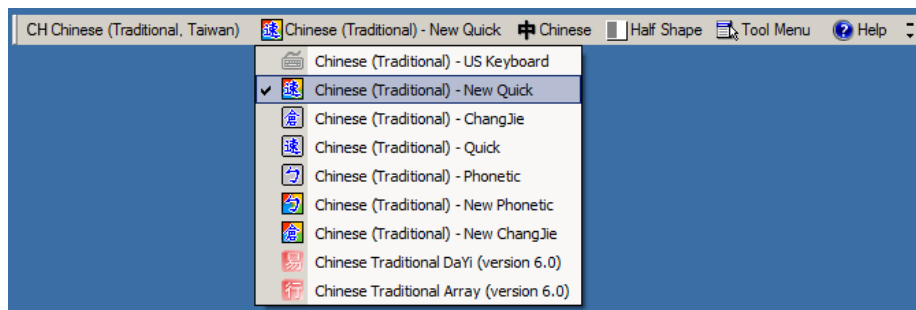 CH Chinese (Traditional, Taiwan) 速 Chinese (Traditional) - New Quick 中 Chinese Half Shape Tool Menu ? Help
Chinese (Traditional) - US Keyboard
速 Chinese (Traditional) - New Quick
倉 Chinese (Traditional) - ChangJie
速 Chinese (Traditional) - Quick
ㄅ Chinese (Traditional) - Phonetic
ㄅ Chinese (Traditional) - New Phonetic
倉 Chinese (Traditional) - New ChangJie
易 Chinese Traditional DaYi (version 6.0)
行 Chinese Traditional Array (version 6.0)